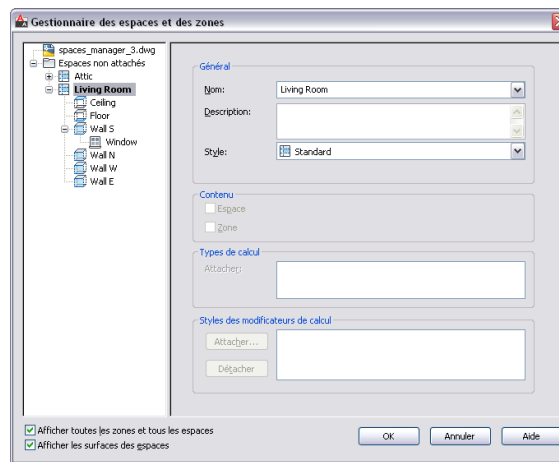 Gestionnaire des espaces et des zones
spaces_manager_3.dwg
Espaces non attachés
Attic
Living Room
Ceiling
Floor
Wall S
Window
Wall N
Wall W
Wall E
Général
Nom:
Living Room
Description:
Style:
Standard
Contenu
Espace
Zone
Types de calcul
Attacher:
Styles des modificateurs de calcul
Attacher...
Détacher
Afficher toutes les zones et tous les espaces
Afficher les surfaces des espaces
OK
Annuler
Aide